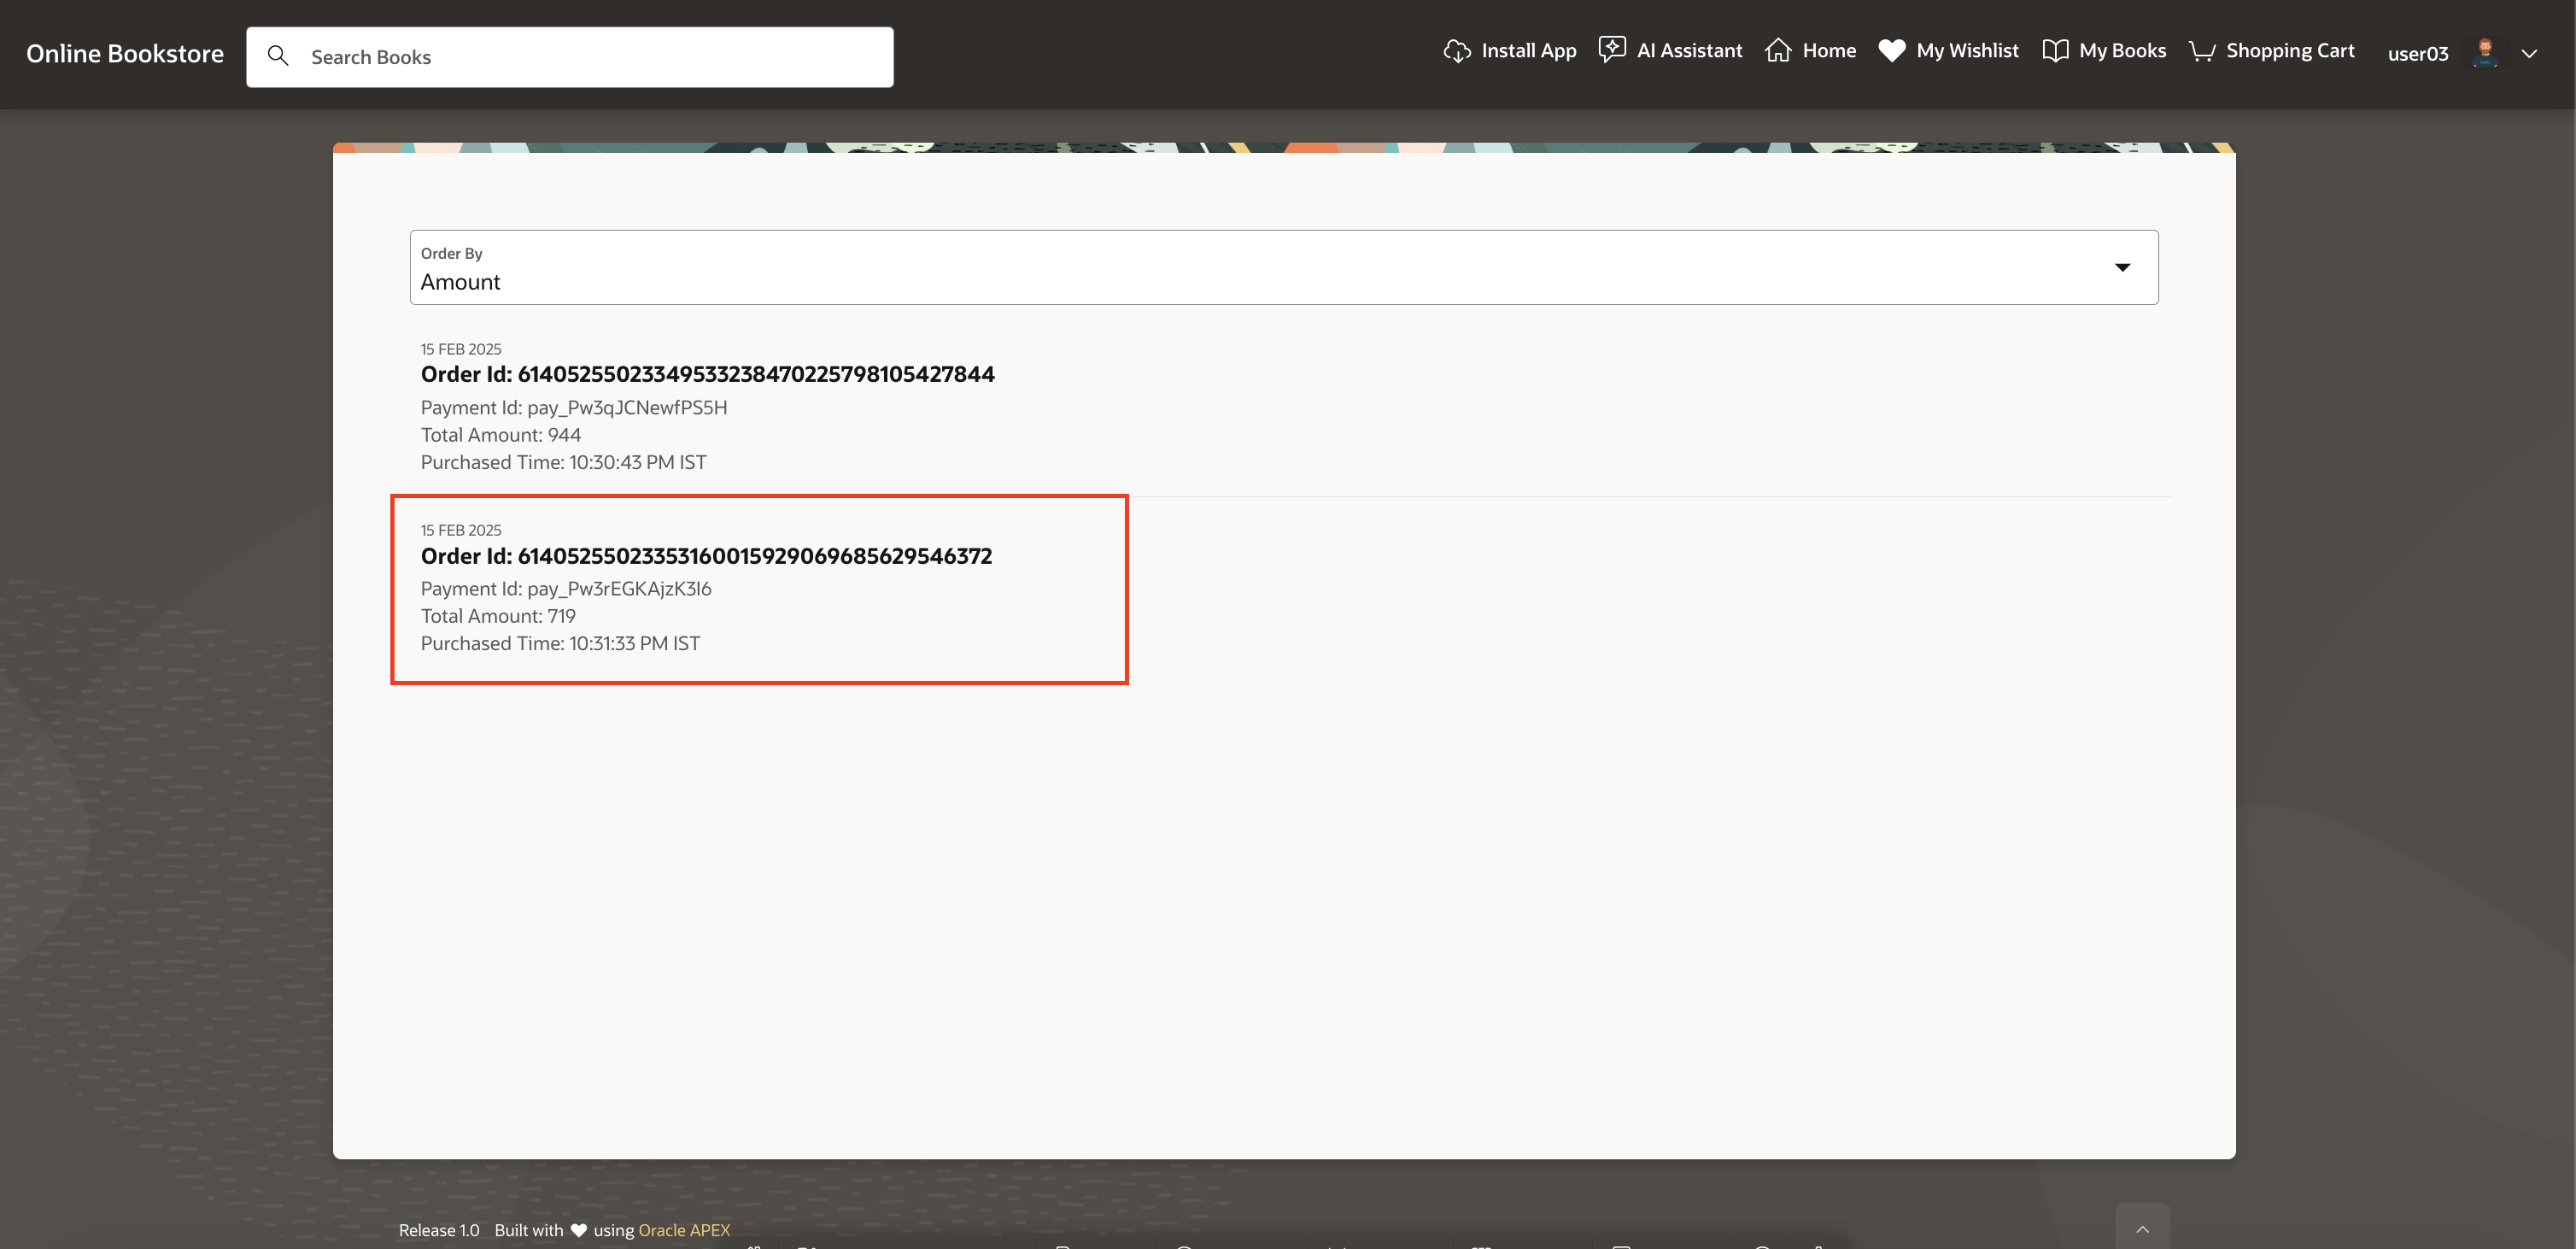 Online Bookstore
Search Books
Install App
AI Assistant
Home
My Wishlist
My Books
Shopping Cart
user03
Order By
Amount
15 FEB 2025
Order Id: 61405255023349533238470225798105427844
Payment Id: pay_Pw3qJCNewfPS5H
Total Amount: 944
Purchased Time: 10:30:43 PM IST
15 FEB 2025
Order Id: 61405255023353160015929069685629546372
Payment Id: pay_Pw3rEGKAjzK3I6
Total Amount: 719
Purchased Time: 10:31:33 PM IST
Release 1.0 Built with ♥ using Oracle APEX